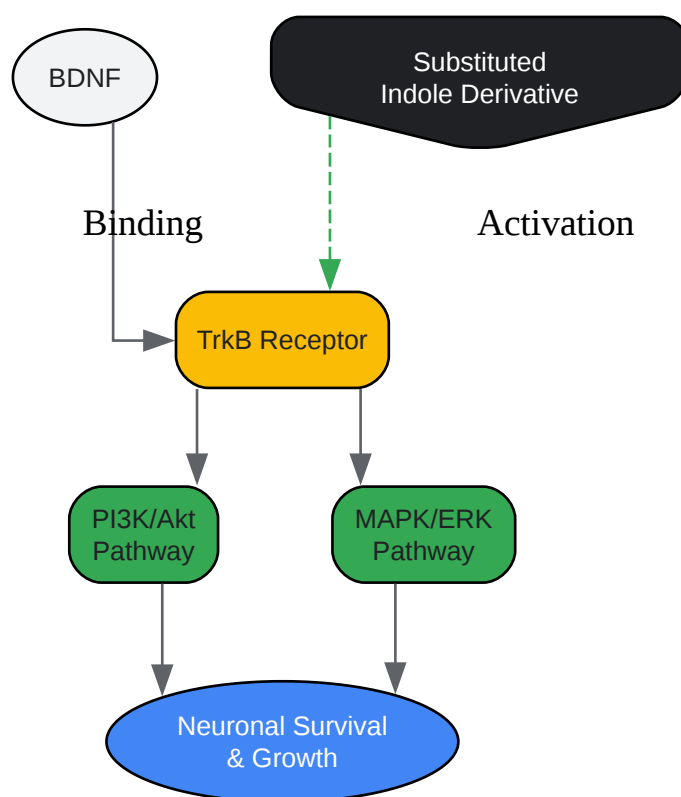 BDNF
Substituted
Indole Derivative
Binding
Activation
TrkB Receptor
PI3K/Akt
Pathway
MAPK/ERK
Pathway
Neuronal Survival
& Growth